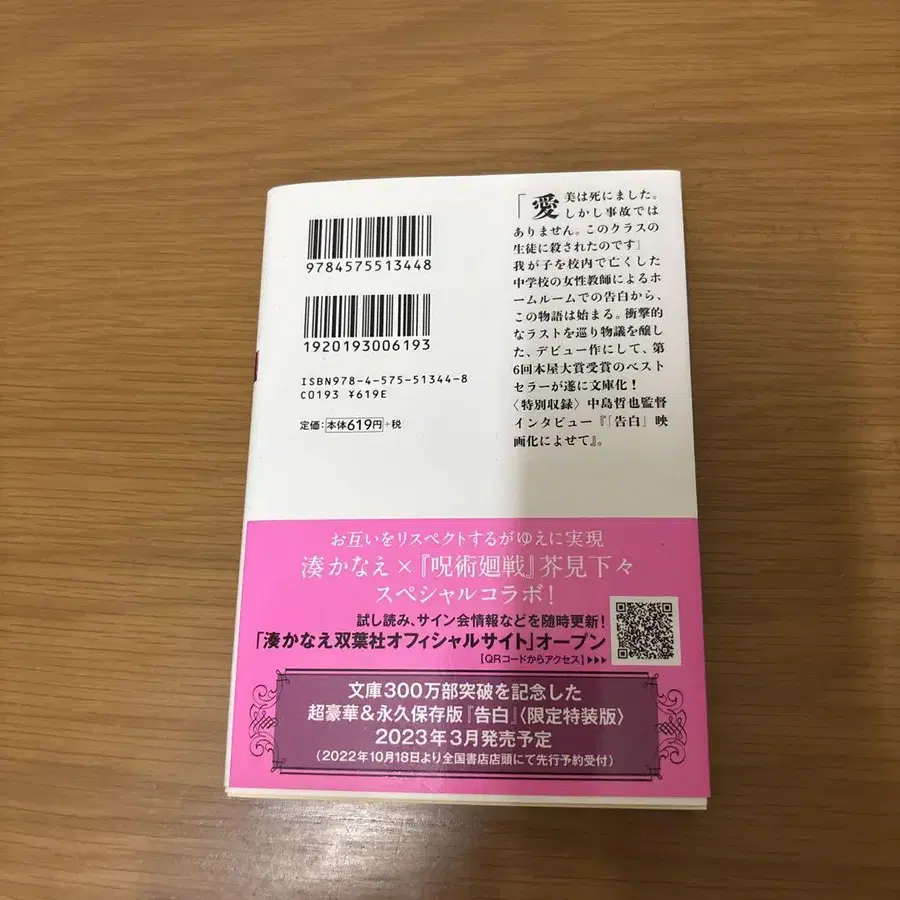 「愛美は死にました。
しかし事故では
ありません。このクラスの
生徒に殺されたのです」
我が子を校内で亡くした
中学校の女性教師によるホ
ームルームでの告白から、
この物語は始まる。衝撃的
なラストを巡り物議を醸し
た、デビュー作にして、第
6回本屋大賞受賞のベスト
セラーが遂に文庫化！
〈特別収録〉中島哲也監督
インタビュー『「告白」映
画化によせて』。
9784575513448
1920193006193
ISBN978-4-575-51344-8
C0193 ¥619E
定価：本体619円+税
お互いをリスペクトするがゆえに実現
湊かなえ×『呪術廻戦』芥見下々
スペシャルコラボ！
試し読み、サイン会情報などを随時更新！
「湊かなえ双葉社オフィシャルサイト」オープン
【QRコードからアクセス】▶▶▶
文庫300万部突破を記念した
超豪華&永久保存版『告白』〈限定特装版〉
2023年3月発売予定
（2022年10月18日より全国書店店頭にて先行予約受付）